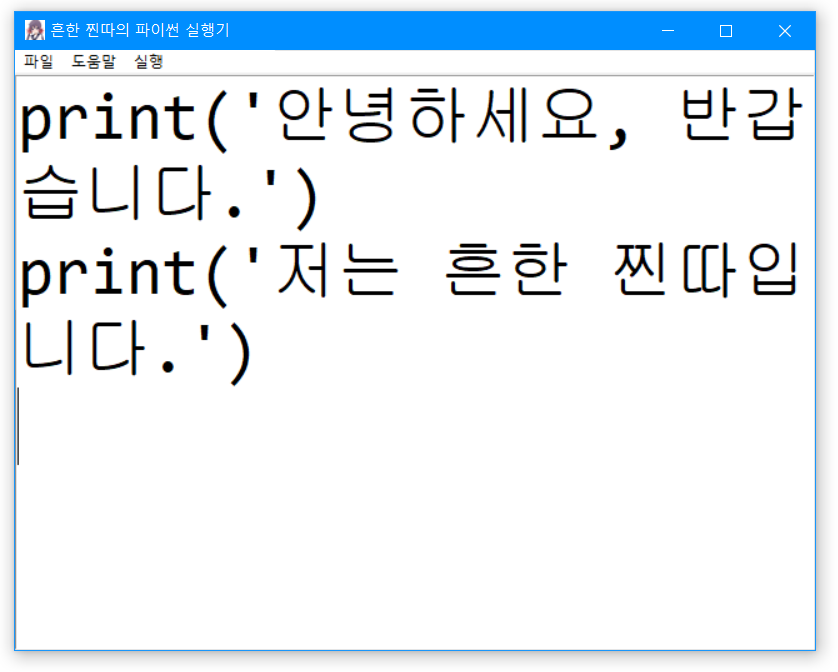 흔한 찐따의 파이썬 실행기
파일 도움말 실행
print('안녕하세요, 반갑
습니다.')
print('저는 흔한 찐따입
니다.')